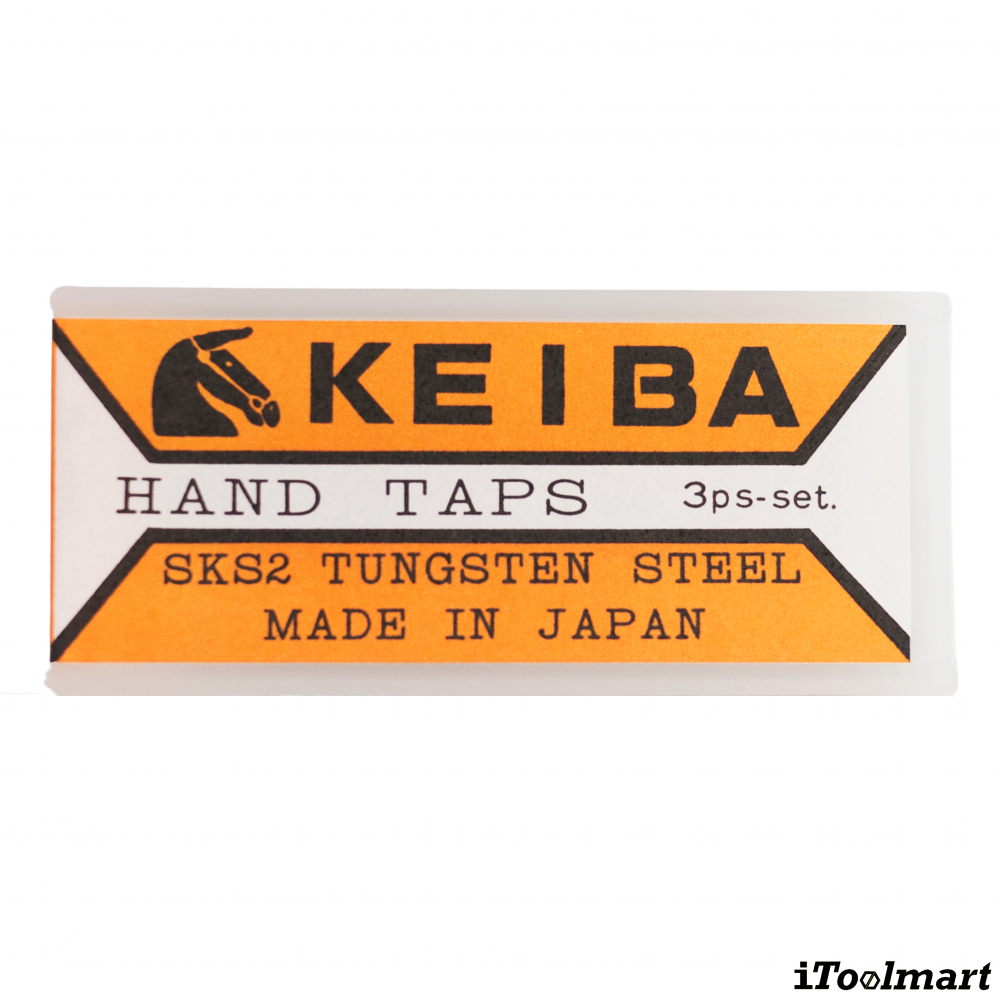 KEIBA
HAND TAPS 3ps-set.
SKS2 TUNGSTEN STEEL
MADE IN JAPAN
iToolmart